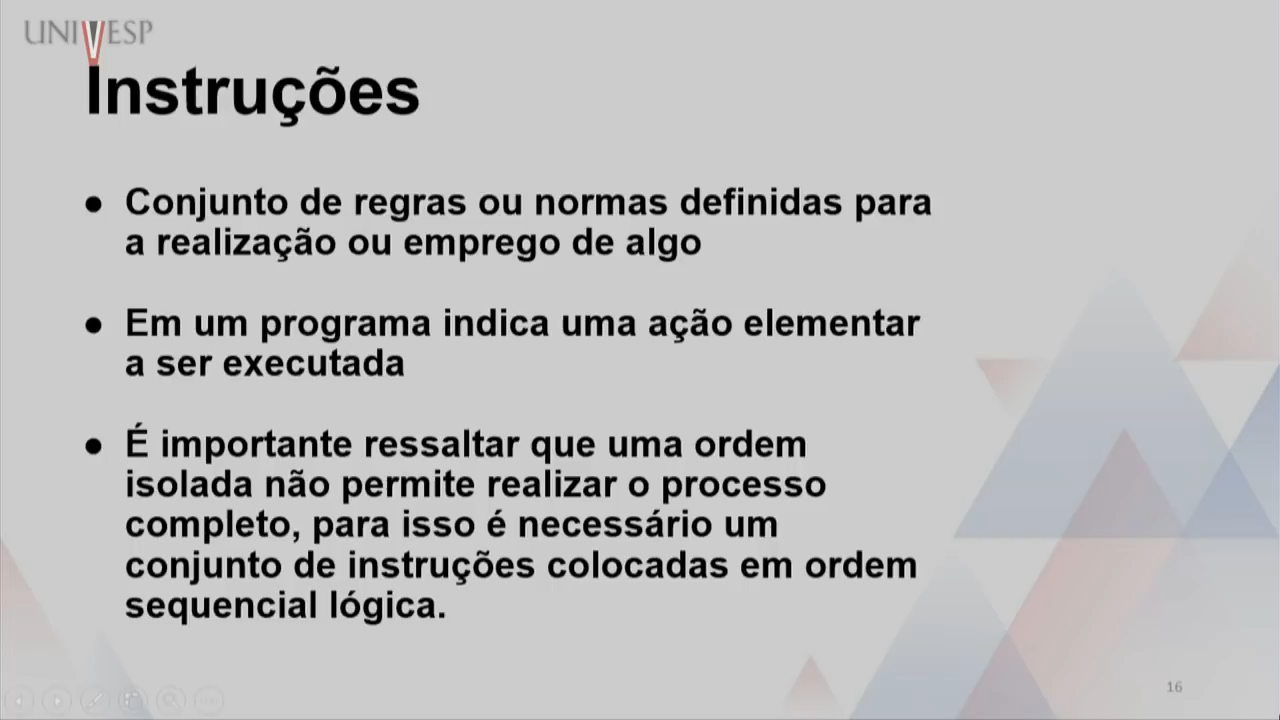 UNIVESP
Instruções
● Conjunto de regras ou normas definidas para
a realização ou emprego de algo
● Em um programa indica uma ação elementar
a ser executada
● É importante ressaltar que uma ordem
isolada não permite realizar o processo
completo, para isso é necessário um
conjunto de instruções colocadas em ordem
sequencial lógica.
16